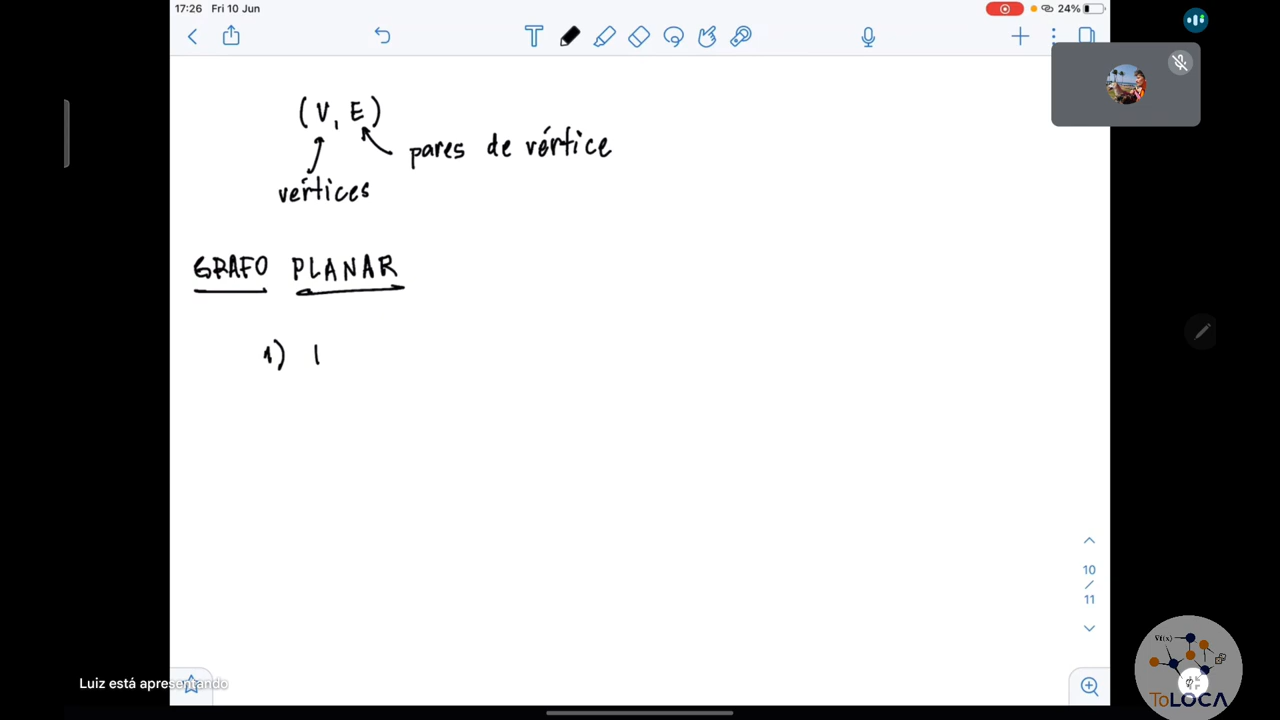 17:26 Fri 10 Jun
24%
(V, E)
pares de vértice
vértices
GRAFO PLANAR
1) I
10
/
11
Luiz está apresentando
∇f(x)
ToLOCA